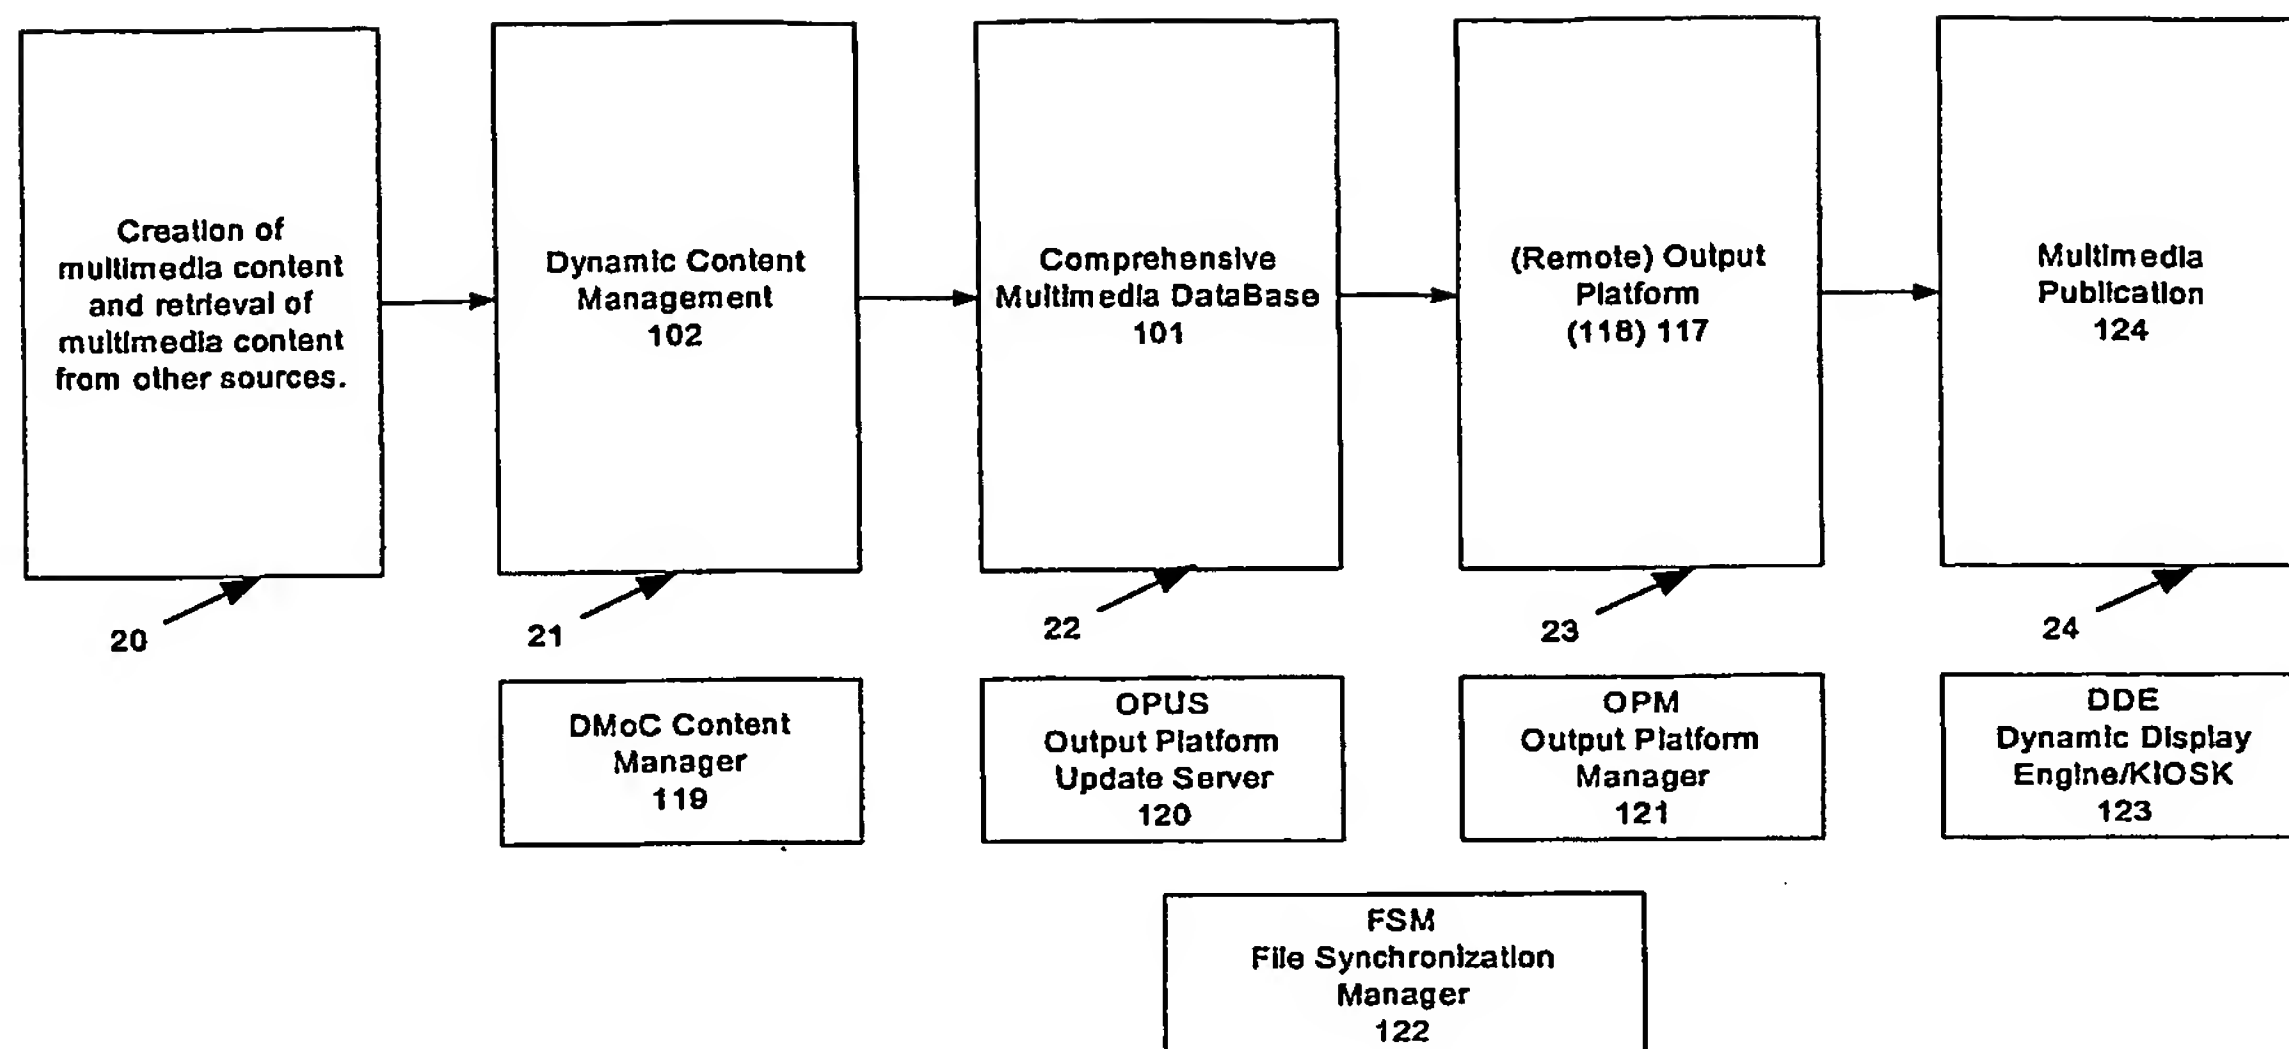 Creation of
multimedia content
and retrieval of
multimedia content
from other sources.
Dynamic Content
Management
102
Comprehensive
Multimedia DataBase
101
(Remote) Output
Platform
(118) 117
Multimedia
Publication
124
20
21
22
23
24
DMoC Content
Manager
119
OPUS
Output Platform
Update Server
120
OPM
Output Platform
Manager
121
DDE
Dynamic Display
Engine/KIOSK
123
FSM
File Synchronization
Manager
122